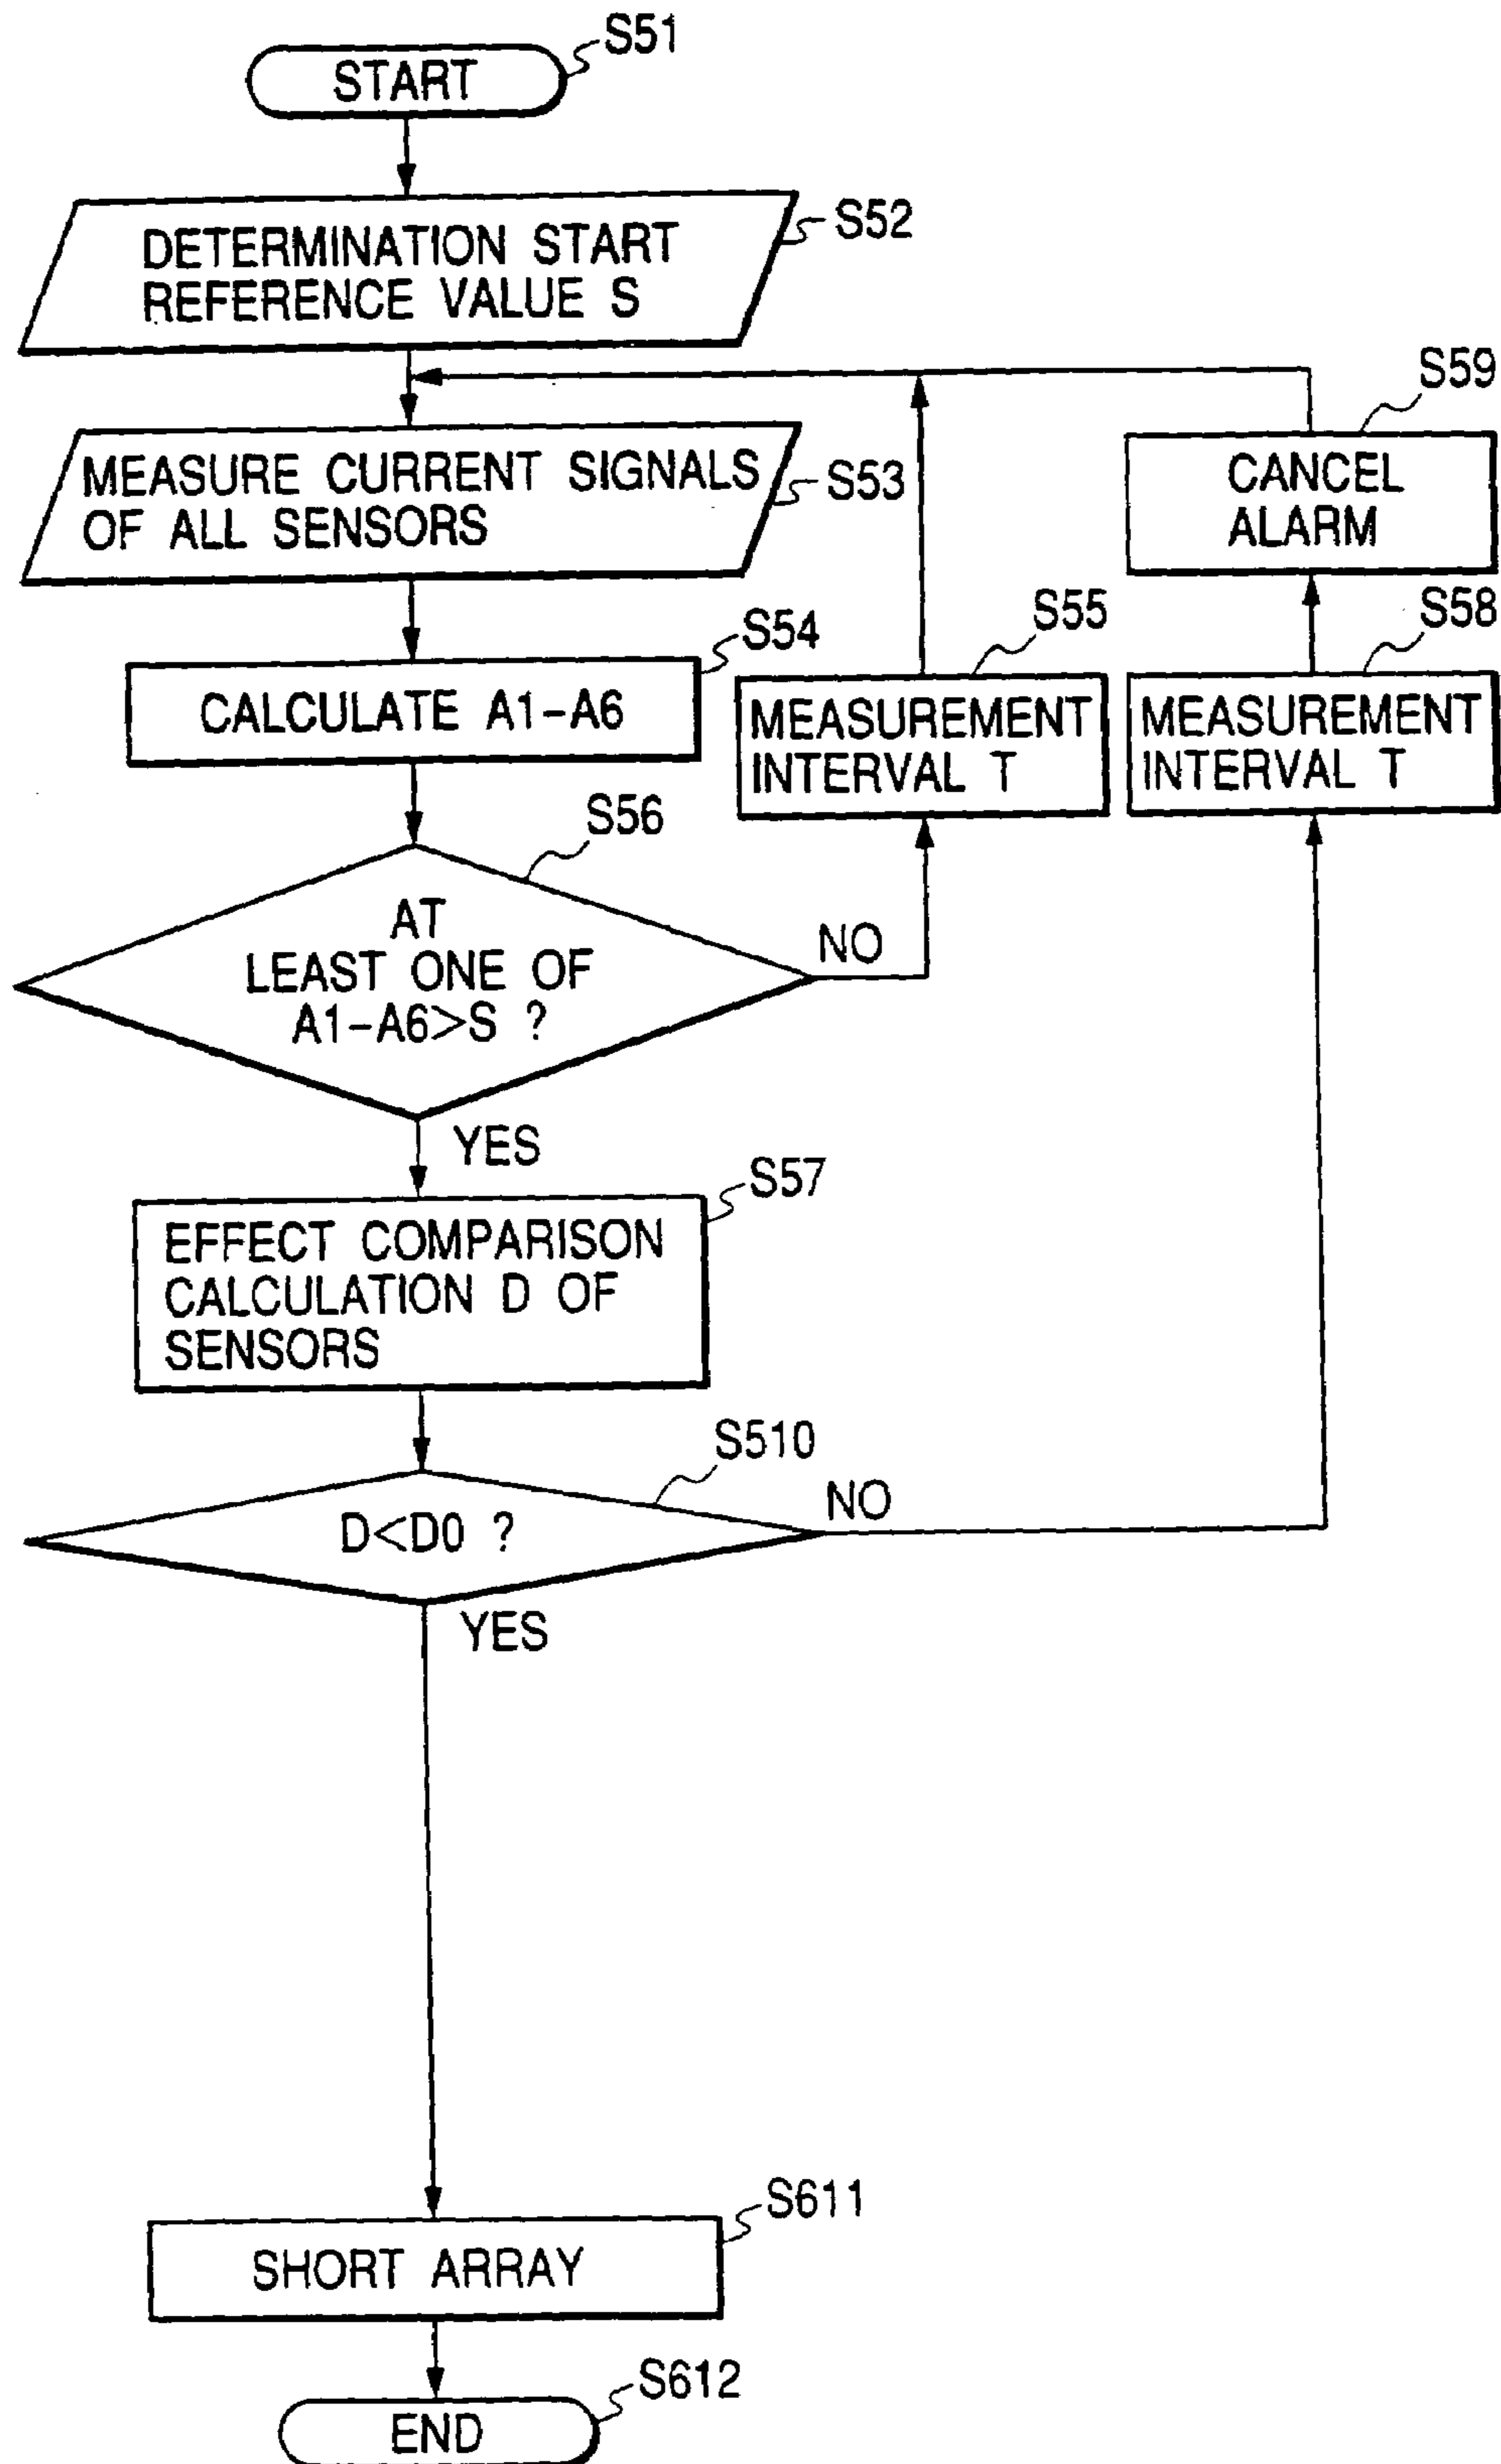 START
S51
DETERMINATION START
REFERENCE VALUE S
S52
MEASURE CURRENT SIGNALS
OF ALL SENSORS
S53
S59
CANCEL
ALARM
S54
CALCULATE A1-A6
S55
MEASUREMENT
INTERVAL T
S58
MEASUREMENT
INTERVAL T
S56
AT
LEAST ONE OF
A1-A6>S ?
NO
YES
S57
EFFECT COMPARISON
CALCULATION D OF
SENSORS
S510
D<D0 ?
NO
YES
S611
SHORT ARRAY
S612
END